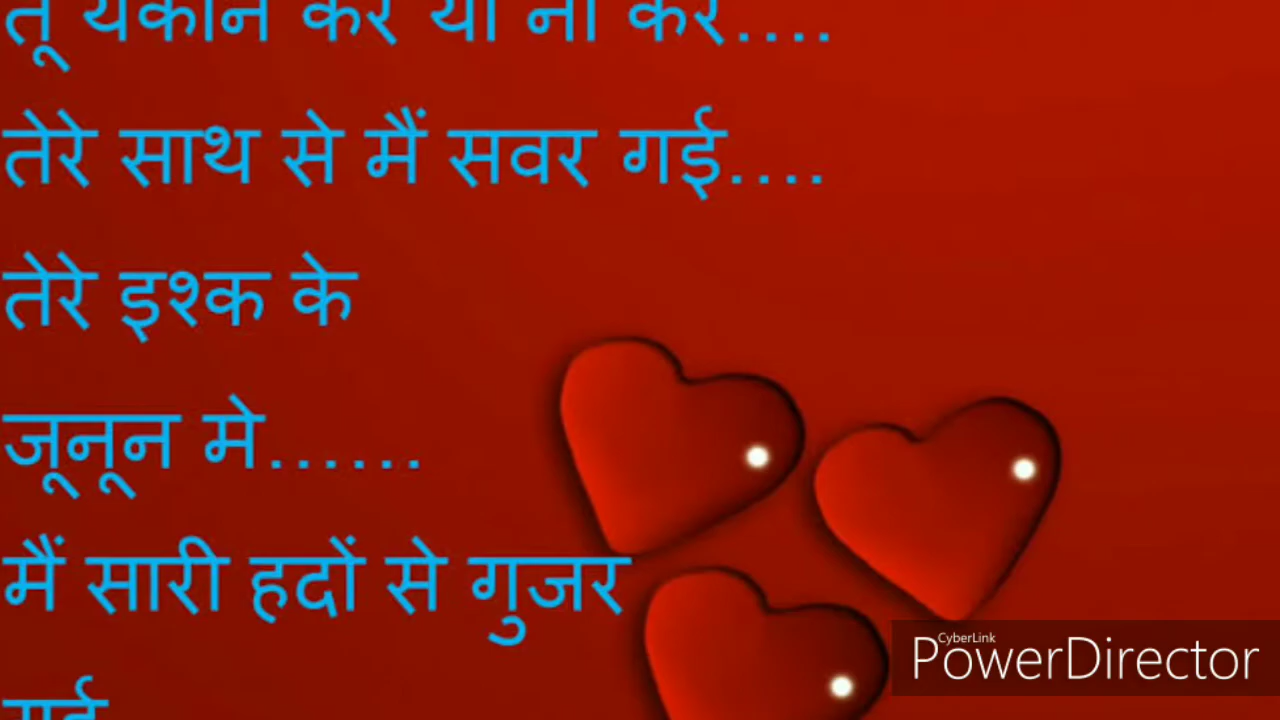 तू यकीन कर या ना कर....
तेरे साथ से मैं सवर गई....
तेरे इश्क के
जूनून मे......
मैं सारी हदों से गुजर
गई
CyberLink
PowerDirector